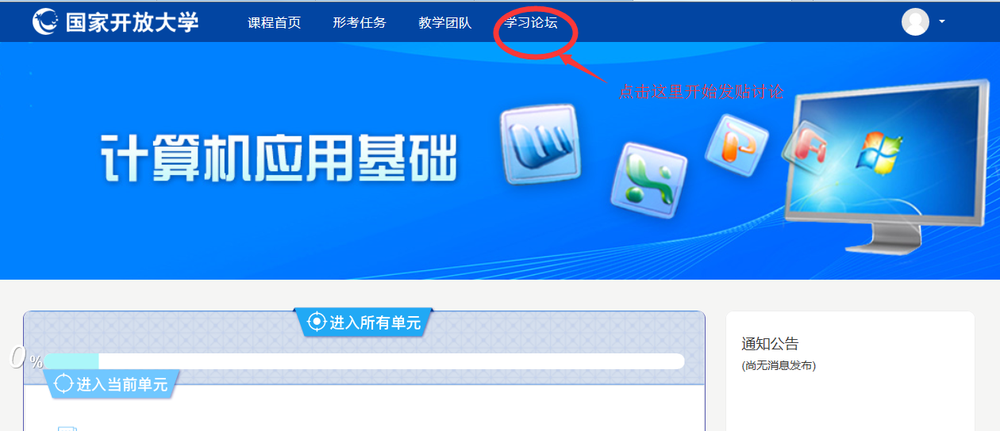 国家开放大学 课程首页 形考任务 教学团队 学习论坛
点击这里开始发贴讨论
计算机应用基础
进入所有单元
0 %
进入当前单元
通知公告
(尚无消息发布)